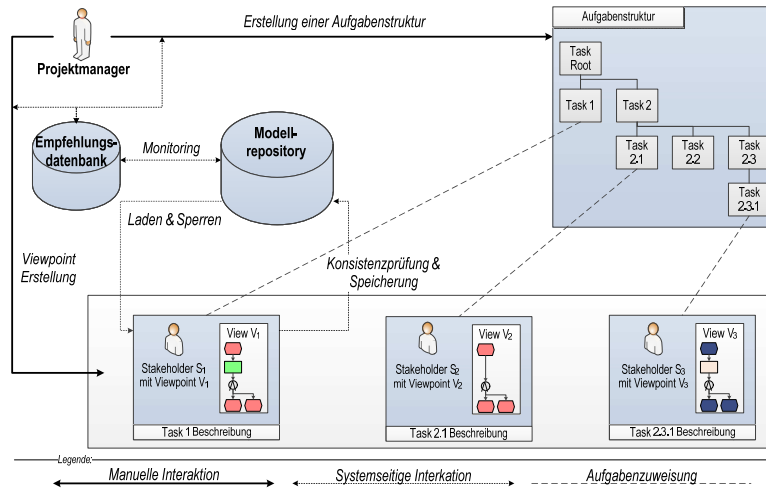 Erstellung einer Aufgabenstruktur
Projektmanager
Aufgabenstruktur
Task
Root
Task 1
Task 2
Task
2.1
Task
2.2
Task
2.3
Task
2.3.1
Empfehlungs-
datenbank
Monitoring
Modell-
repository
Laden & Sperren
Viewpoint
Erstellung
Konsistenzprüfung &
Speicherung
Stakeholder S1
mit Viewpoint V1
View V1
Task 1 Beschreibung
Stakeholder S2
mit Viewpoint V2
View V2
Task 2.1 Beschreibung
Stakeholder S3
mit Viewpoint V3
View V3
Task 2.3.1 Beschreibung
Legende:
Manuelle Interaktion
Systemseitige Interkation
Aufgabenzuweisung